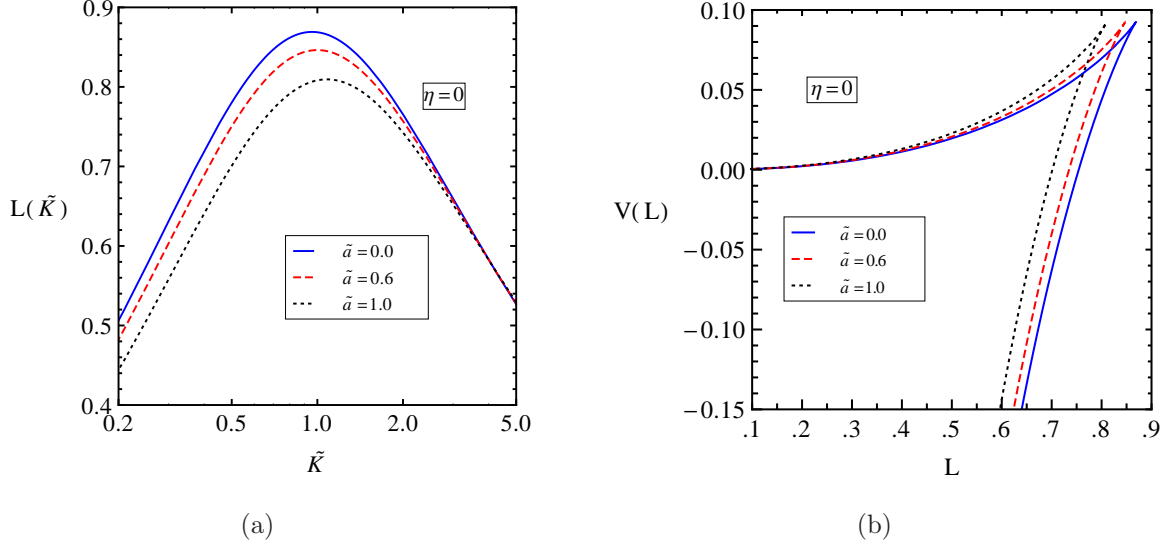 0.9
0.8
0.7
0.6
0.5
0.4
L(K̃)
η=0
ã=0.0
ã=0.6
ã=1.0
0.2 0.5 1.0 2.0 5.0
K̃
(a)
0.10
0.05
0.00
−0.05
−0.10
−0.15
V(L)
η=0
ã=0.0
ã=0.6
ã=1.0
.1 .2 .3 .4 .5 .6 .7 .8 .9
L
(b)